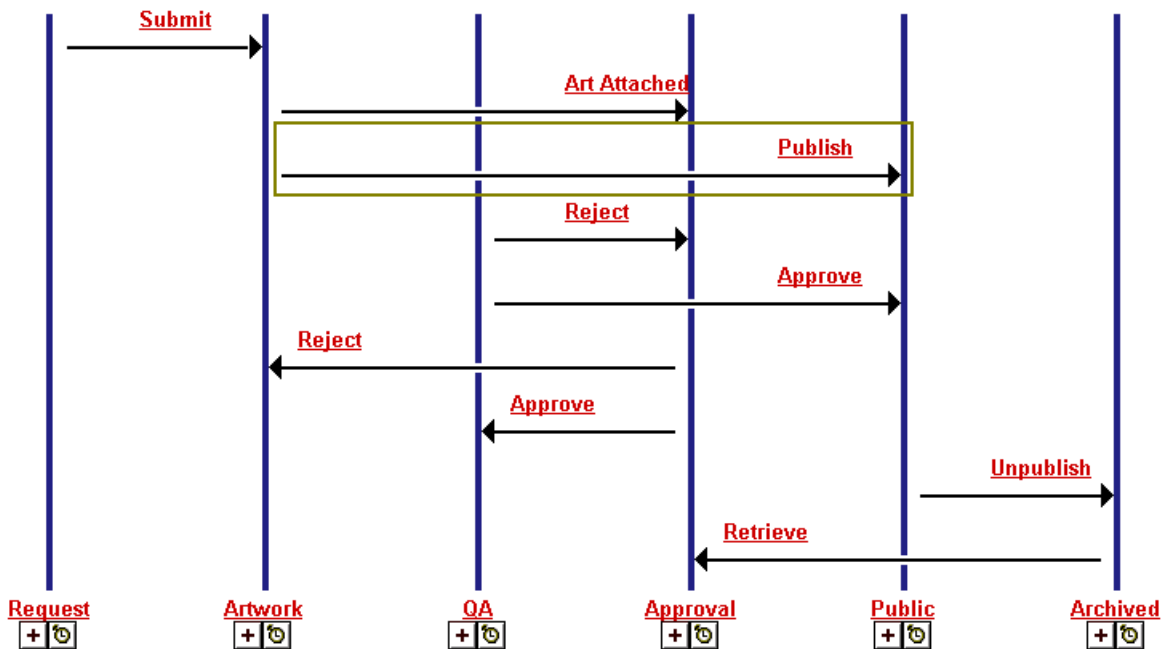 Submit
Art Attached
Publish
Reject
Approve
Reject
Approve
Unpublish
Retrieve
Request Artwork QA Approval Public Archived